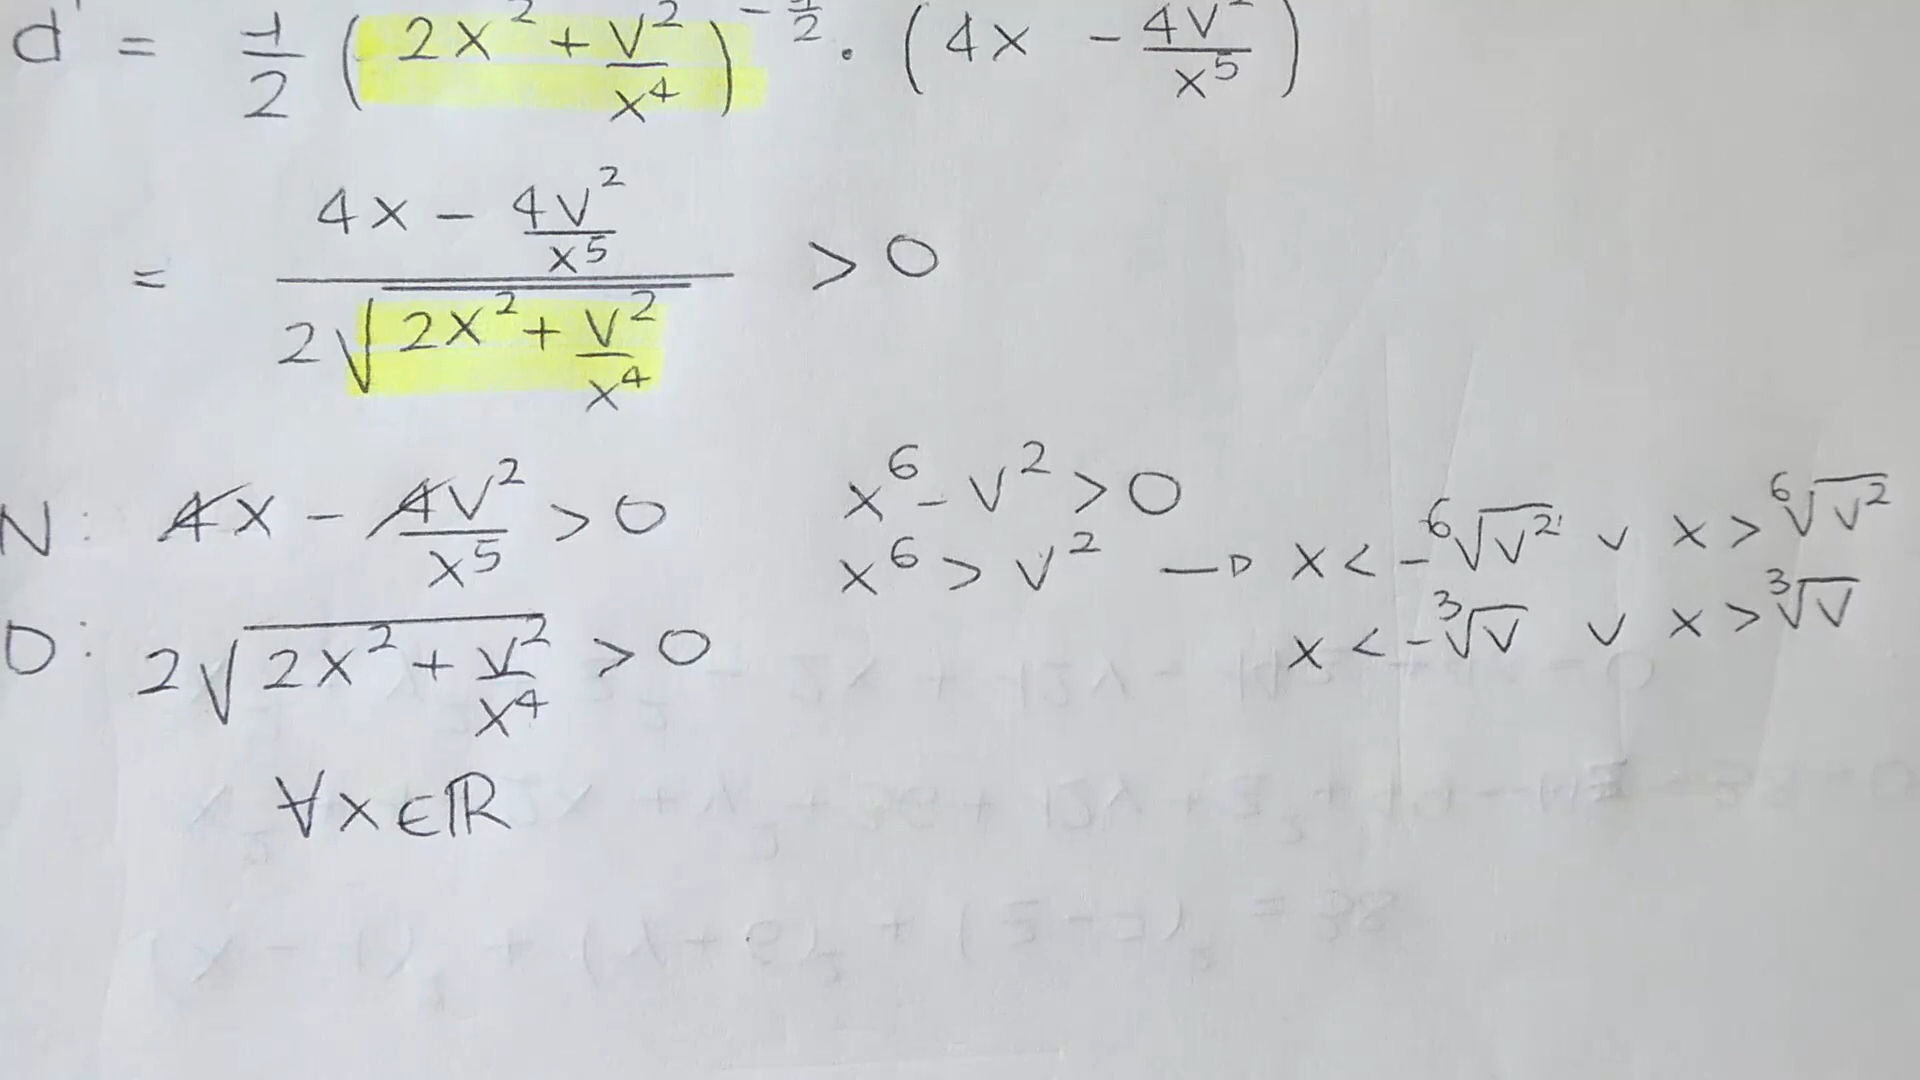 d' = 1/2 (2x² + v²/x⁴)^(-1/2) · (4x - 4v²/x⁵)
= (4x - 4v²/x⁵) / (2√(2x² + v²/x⁴)) > 0
N: 4x - 4v²/x⁵ > 0
x⁶ - v² > 0
x⁶ > v² → x < -⁶√v² ∨ x > ⁶√v²
x < -³√v ∨ x > ³√v
D: 2√(2x² + v²/x⁴) > 0
∀x∈ℝ